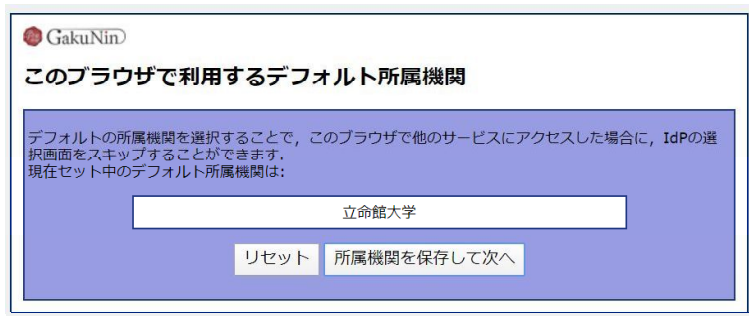 GakuNin
このブラウザで利用するデフォルト所属機関
デフォルトの所属機関を選択することで, このブラウザで他のサービスにアクセスした場合に, IdPの選
択画面をスキップすることができます.
現在セット中のデフォルト所属機関は:
立命館大学
リセット 所属機関を保存して次へ